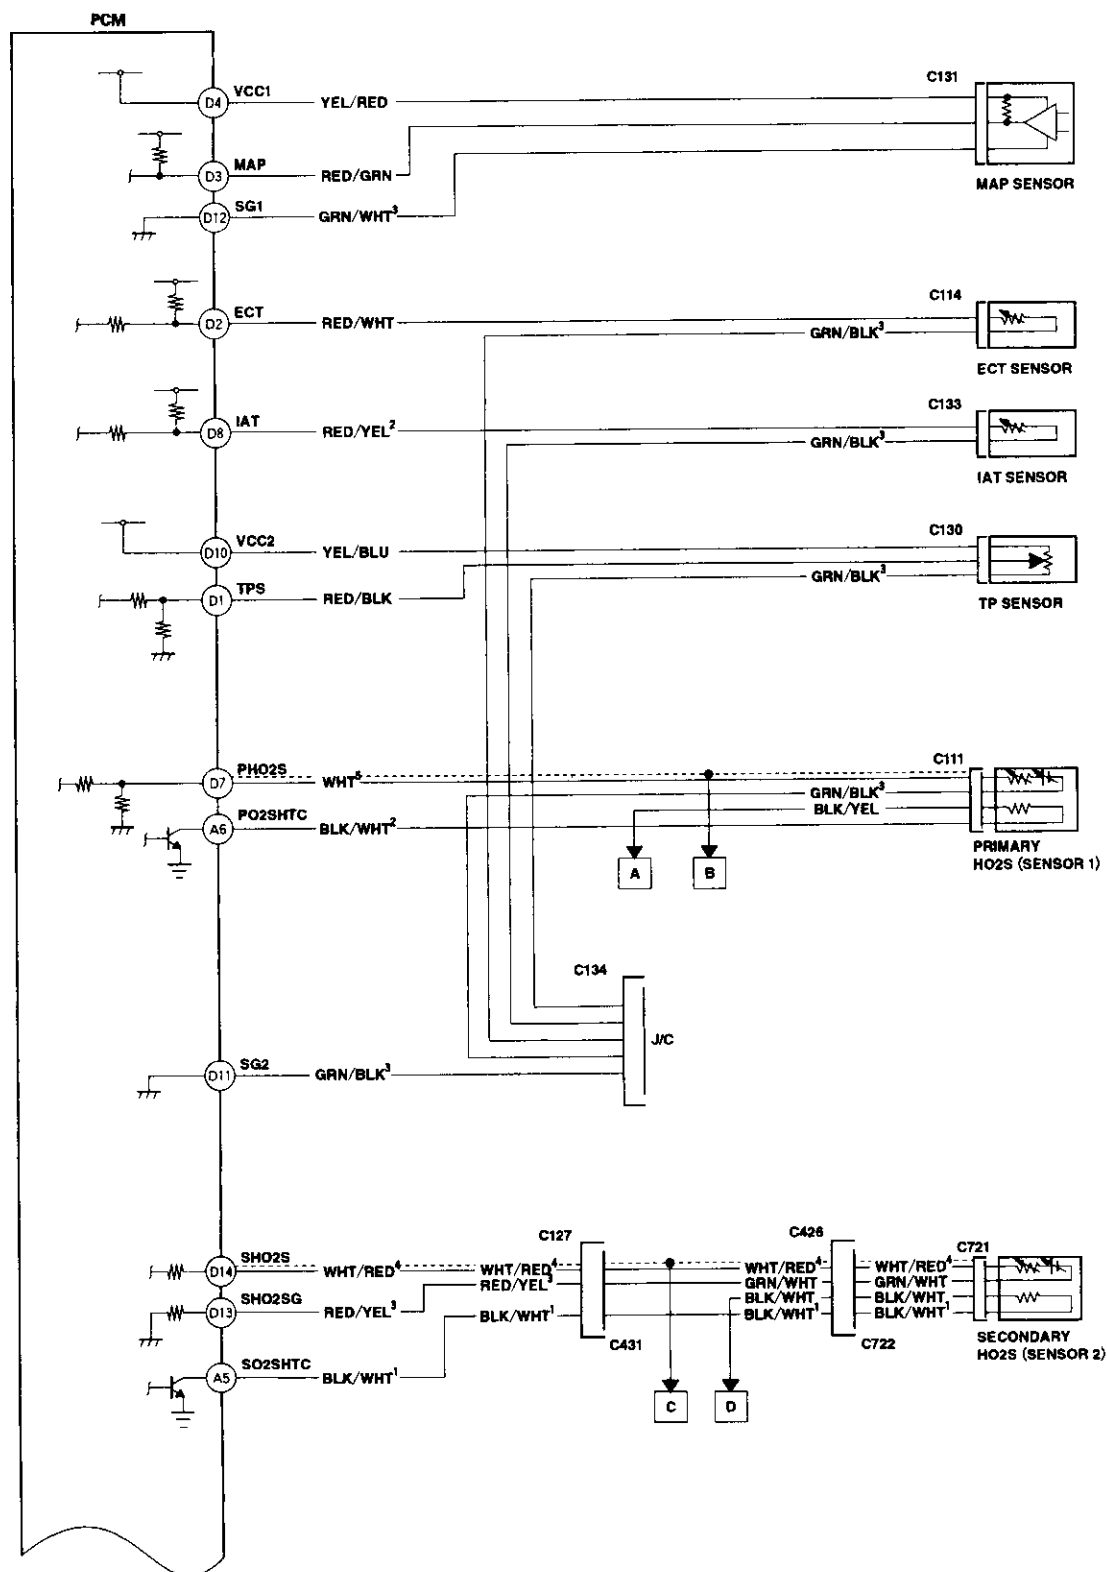 PCM
D4 VCC1 YEL/RED C131
D3 MAP RED/GRN
MAP SENSOR
D12 SG1 GRN/WHT³
D2 ECT RED/WHT C114
GRN/BLK³
ECT SENSOR
D8 IAT RED/YEL² C133
GRN/BLK³
IAT SENSOR
D10 VCC2 YEL/BLU C130
GRN/BLK³
D1 TPS RED/BLK TP SENSOR
D7 PHO2S WHT⁵ C111
GRN/BLK³
BLK/YEL
A6 PO2SHTC BLK/WHT²
PRIMARY
HO2S (SENSOR 1)
A B
C134
J/C
D11 SG2 GRN/BLK³
C127 C426 C721
D14 SHO2S WHT/RED⁴ WHT/RED⁴ WHT/RED⁴ WHT/RED⁴
RED/YEL³ GRN/WHT GRN/WHT
D13 SHO2SG RED/YEL³ BLK/WHT BLK/WHT
BLK/WHT¹ BLK/WHT¹ BLK/WHT¹
C431 C722
SECONDARY
HO2S (SENSOR 2)
A5 SO2SHTC BLK/WHT¹
C D